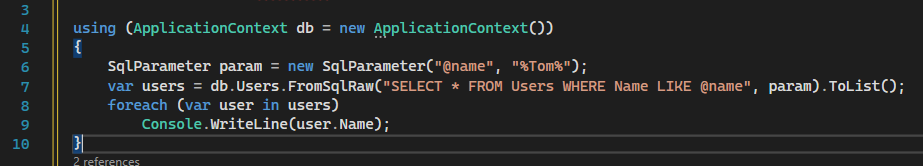 3
4 using (ApplicationContext db = new ApplicationContext())
5 {
6 SqlParameter param = new SqlParameter("@name", "%Tom%");
7 var users = db.Users.FromSqlRaw("SELECT * FROM Users WHERE Name LIKE @name", param).ToList();
8 foreach (var user in users)
9 Console.WriteLine(user.Name);
10 }
2 references